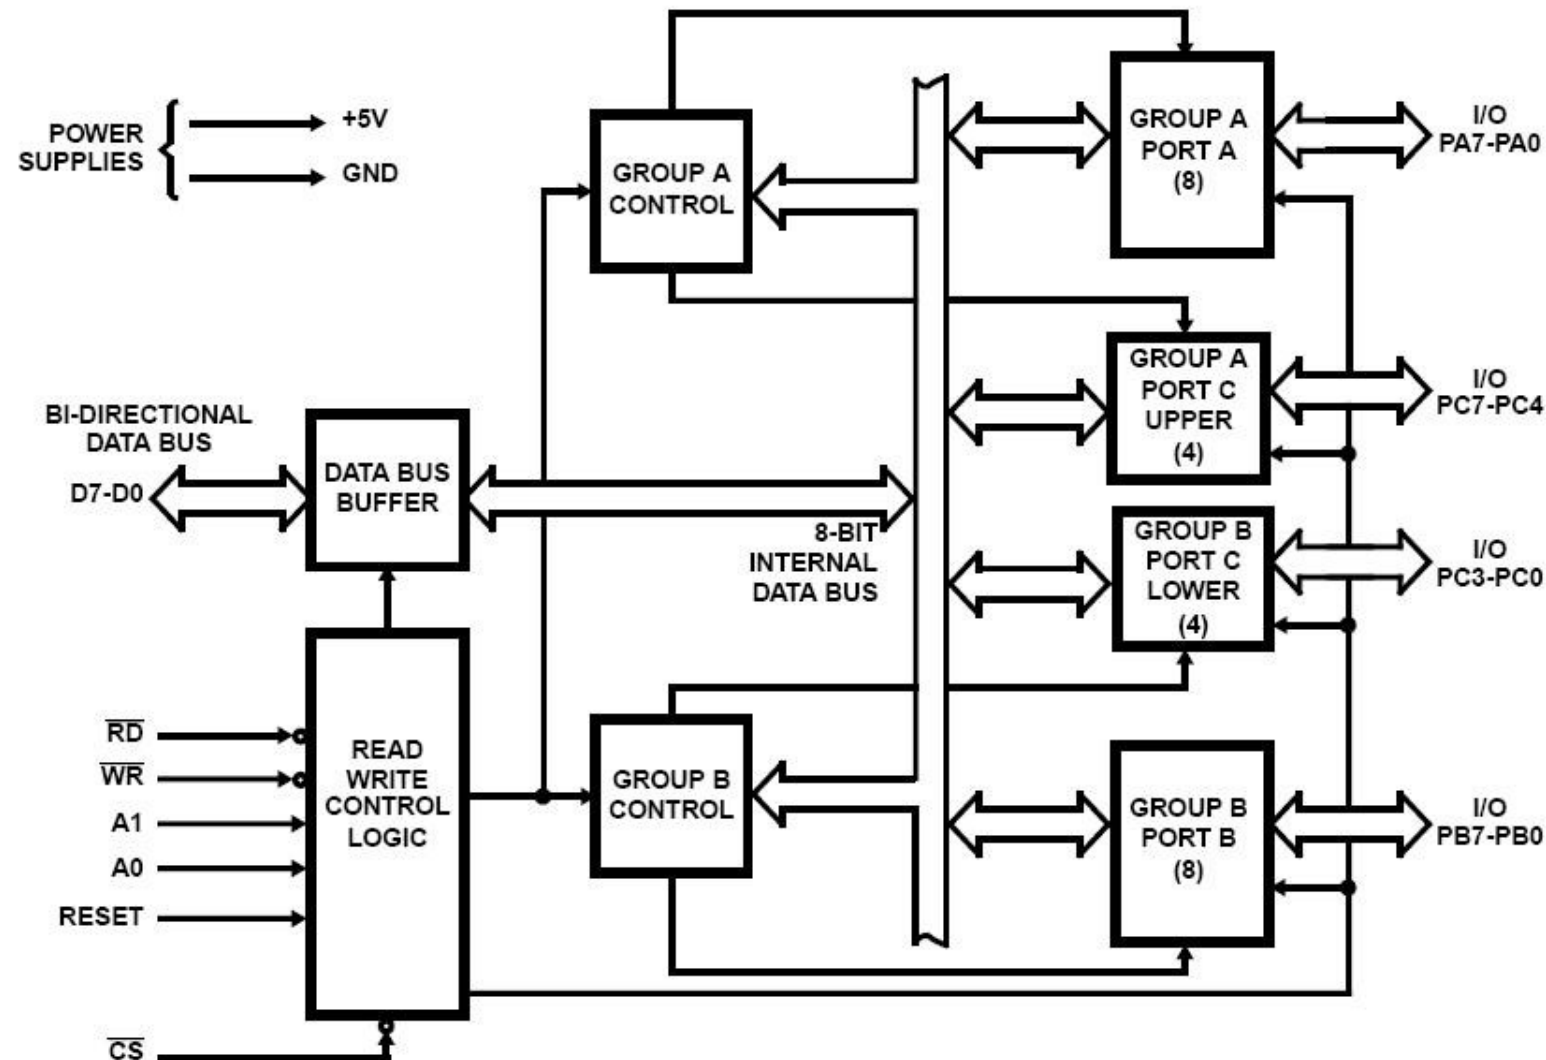 POWER
SUPPLIES
+5V
GND
GROUP A
CONTROL
GROUP A
PORT A
(8)
I/O
PA7-PA0
GROUP A
PORT C
UPPER
(4)
I/O
PC7-PC4
BI-DIRECTIONAL
DATA BUS
D7-D0
DATA BUS
BUFFER
8-BIT
INTERNAL
DATA BUS
GROUP B
PORT C
LOWER
(4)
I/O
PC3-PC0
RD
WR
A1
A0
RESET
CS
READ
WRITE
CONTROL
LOGIC
GROUP B
CONTROL
GROUP B
PORT B
(8)
I/O
PB7-PB0